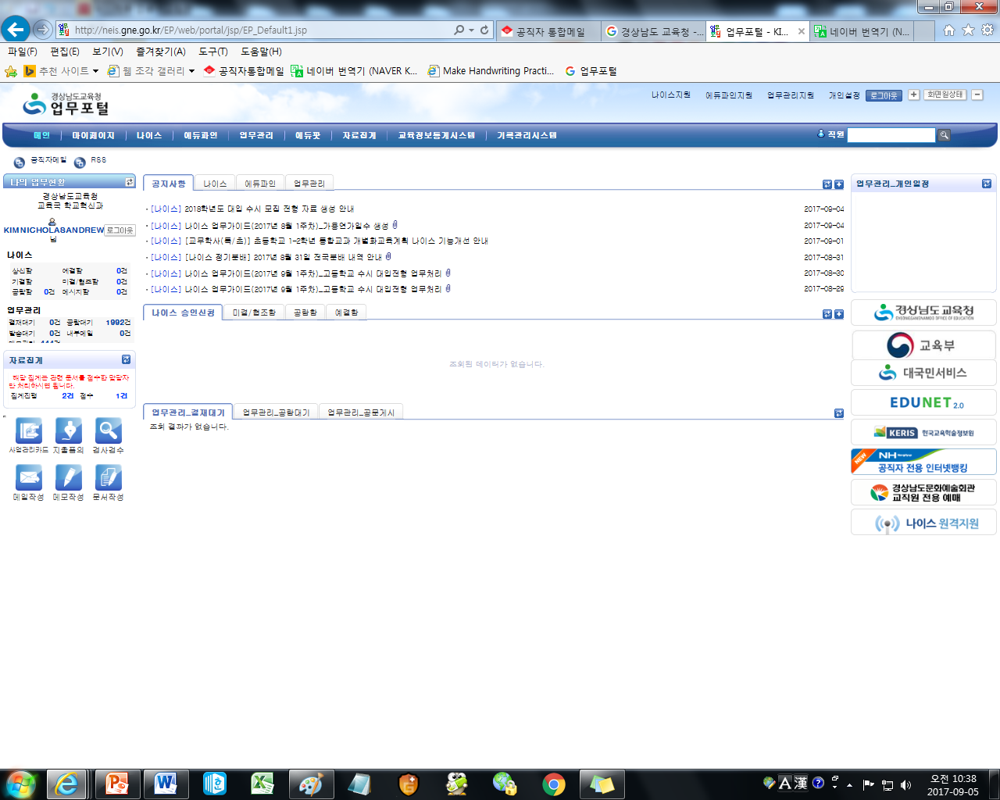 http://neis.gne.go.kr/EP/web/portal/jsp/EP_Default1.jsp
공직자 통합메일
경상남도 교육청 -...
업무포털 - KI...
네이버 번역기 (N...
파일(F) 편집(E) 보기(V) 즐겨찾기(A) 도구(T) 도움말(H)
추천 사이트 웹 조각 갤러리 공직자통합메일 네이버 번역기 (NAVER K... Make Handwriting Practi... 업무포털
경상남도교육청
업무포털
나이스지원 에듀파인지원 업무관리지원 개인설정 로그아웃 + 화면원상태 -
메인 마이페이지 나이스 에듀파인 업무관리 에듀팟 자료집계 교육정보통계시스템 기록관리시스템 직원
공직자메일 RSS
나의 업무현황
경상남도교육청
교육국 학교혁신과
KIMNICHOLASANDREW 로그아웃
님
나이스
상신함 예결함 0건
기결함 미결/협조함 0건
공람함 0건 메시지함 0건
업무관리
결재대기 0건 공람대기 1992건
발송대기 0건 내부메일 0건
자료집계
해당 집계는 관련 문서를 접수한 담당자
만 처리하시면 됩니다.
집계진행 2건 접수 1건
사업관리카드 지출품의 검사검수
메일작성 메모작성 문서작성
공지사항 나이스 에듀파인 업무관리
[나이스] 2018학년도 대입 수시 모집 전형 자료 생성 안내 2017-09-04
[나이스] 나이스 업무가이드(2017년 8월 1주차)_가용연가일수 생성 2017-09-04
[나이스] [교무학사(특/초)] 초등학교 1-2학년 통합교과 개별화교육계획 나이스 기능개선 안내 2017-09-01
[나이스] [나이스 정기분배] 2017년 8월 31일 전국분배 내역 안내 2017-08-31
[나이스] 나이스 업무가이드(2017년 9월 1주차)_고등학교 수시 대입전형 업무처리 2017-08-30
[나이스] 나이스 업무가이드(2017년 9월 1주차)_고등학교 수시 대입전형 업무처리 2017-08-29
나이스 승인신청 미결/협조함 공람함 예결함
조회된 데이터가 없습니다.
업무관리_결재대기 업무관리_공람대기 업무관리_공문게시
조회 결과가 없습니다.
업무관리_개인일정
경상남도교육청
GYEONGSANGNAMDO OFFICE OF EDUCATION
교육부
대국민서비스
EDUNET 2.0
KERIS 한국교육학술정보원
NEW NH
공직자 전용 인터넷뱅킹
경상남도문화예술회관
교직원 전용 예매
나이스 원격지원
A 漢
오전 10:38
2017-09-05